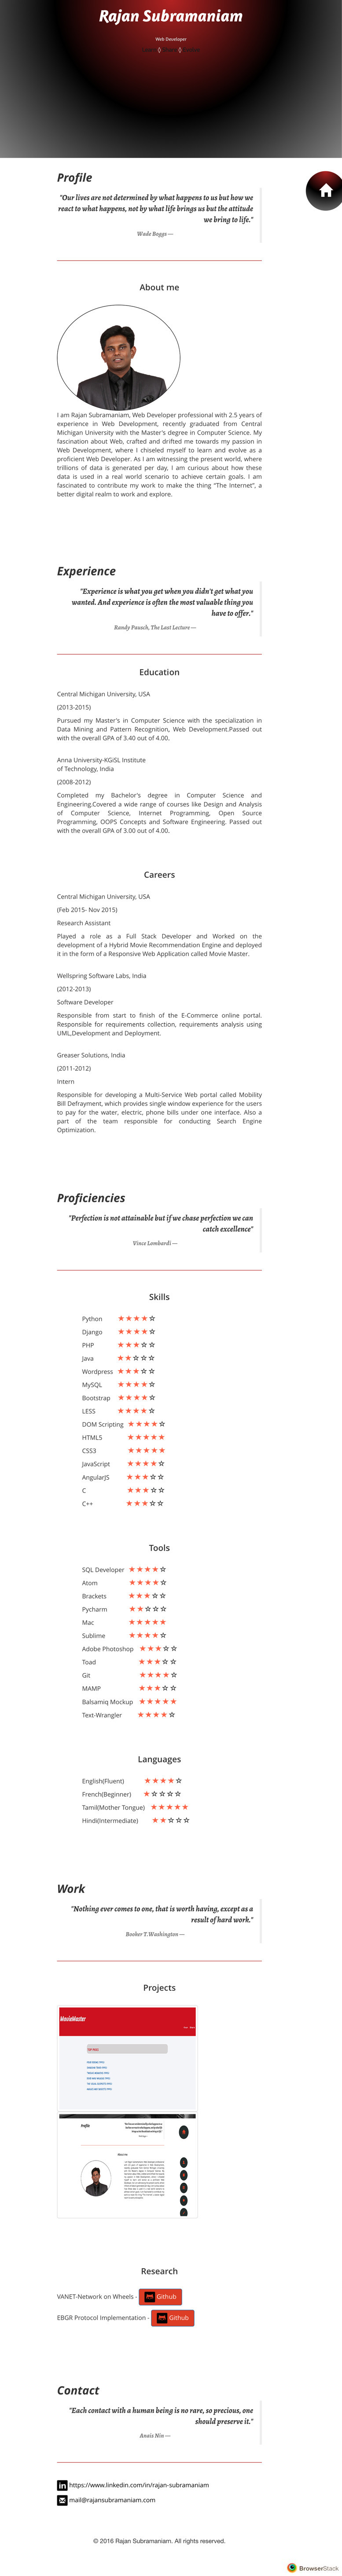 Rajan Subramaniam
Web Developer
Profile
"Our lives are not determined by what happens to us but how we
react to what happens, not by what life brings us but the attitude
we bring to life."
Wade Boggs —
About me
I am Rajan Subramaniam, Web Developer professional with 2.5 years of
experience in Web Development, recently graduated from Central
Michigan University with the Master's degree in Computer Science. My
fascination about Web, crafted and drifted me towards my passion in
Web Development, where I chiseled myself to learn and evolve as a
proficient Web Developer. As I am witnessing the present world, where
trillions of data is generated per day, I am curious about how these
data is used in a real world scenario to achieve certain goals. I am
fascinated to contribute my work to make the thing "The Internet", a
better digital realm to work and explore.
Experience
"Experience is what you get when you didn't get what you
wanted. And experience is often the most valuable thing you
have to offer."
Randy Pausch, The Last Lecture —
Education
Central Michigan University, USA
(2013-2015)
Pursued my Master's in Computer Science with the specialization in
Data Mining and Pattern Recognition, Web Development.Passed out
with the overall GPA of 3.40 out of 4.00.
Anna University-KGiSL Institute
of Technology, India
(2008-2012)
Completed my Bachelor's degree in Computer Science and
Engineering.Covered a wide range of courses like Design and Analysis
of Computer Science, Internet Programming, Open Source
Programming, OOPS Concepts and Software Engineering. Passed out
with the overall GPA of 3.00 out of 4.00.
Careers
Central Michigan University, USA
(Feb 2015- Nov 2015)
Research Assistant
Played a role as a Full Stack Developer and Worked on the
development of a Hybrid Movie Recommendation Engine and deployed
it in the form of a Responsive Web Application called Movie Master.
Wellspring Software Labs, India
(2012-2013)
Software Developer
Responsible from start to finish of the E-Commerce online portal.
Responsible for requirements collection, requirements analysis using
UML,Development and Deployment.
Greaser Solutions, India
(2011-2012)
Intern
Responsible for developing a Multi-Service Web portal called Mobility
Bill Defrayment, which provides single window experience for the users
to pay for the water, electric, phone bills under one interface. Also a
part of the team responsible for conducting Search Engine
Optimization.
Proficiencies
"Perfection is not attainable but if we chase perfection we can
catch excellence"
Vince Lombardi —
Skills
Python ★★★★☆
Django ★★★★☆
PHP ★★★☆☆
Java ★★☆☆☆
Wordpress ★★★☆☆
MySQL ★★★★☆
Bootstrap ★★★★☆
LESS ★★★★☆
DOM Scripting ★★★★☆
HTML5 ★★★★★
CSS3 ★★★★★
JavaScript ★★★★☆
AngularJS ★★★☆☆
C ★★★☆☆
C++ ★★★☆☆
Tools
SQL Developer ★★★★☆
Atom ★★★★☆
Brackets ★★★☆☆
Pycharm ★★☆☆☆
Mac ★★★★★
Sublime ★★★★☆
Adobe Photoshop ★★★☆☆
Toad ★★★☆☆
Git ★★★★☆
MAMP ★★★☆☆
Balsamiq Mockup ★★★★★
Text-Wrangler ★★★★☆
Languages
English(Fluent) ★★★★☆
French(Beginner) ★☆☆☆☆
Tamil(Mother Tongue) ★★★★★
Hindi(Intermediate) ★★☆☆☆
Work
"Nothing ever comes to one, that is worth having, except as a
result of hard work."
Booker T.Washington —
Projects
MovieMaster
Profile
Research
VANET-Network on Wheels - Github
EBGR Protocol Implementation - Github
Contact
"Each contact with a human being is no rare, so precious, one
should preserve it."
Anais Nin —
https://www.linkedin.com/in/rajan-subramaniam
mail@rajansubramaniam.com
© 2016 Rajan Subramaniam. All rights reserved.
BrowserStack